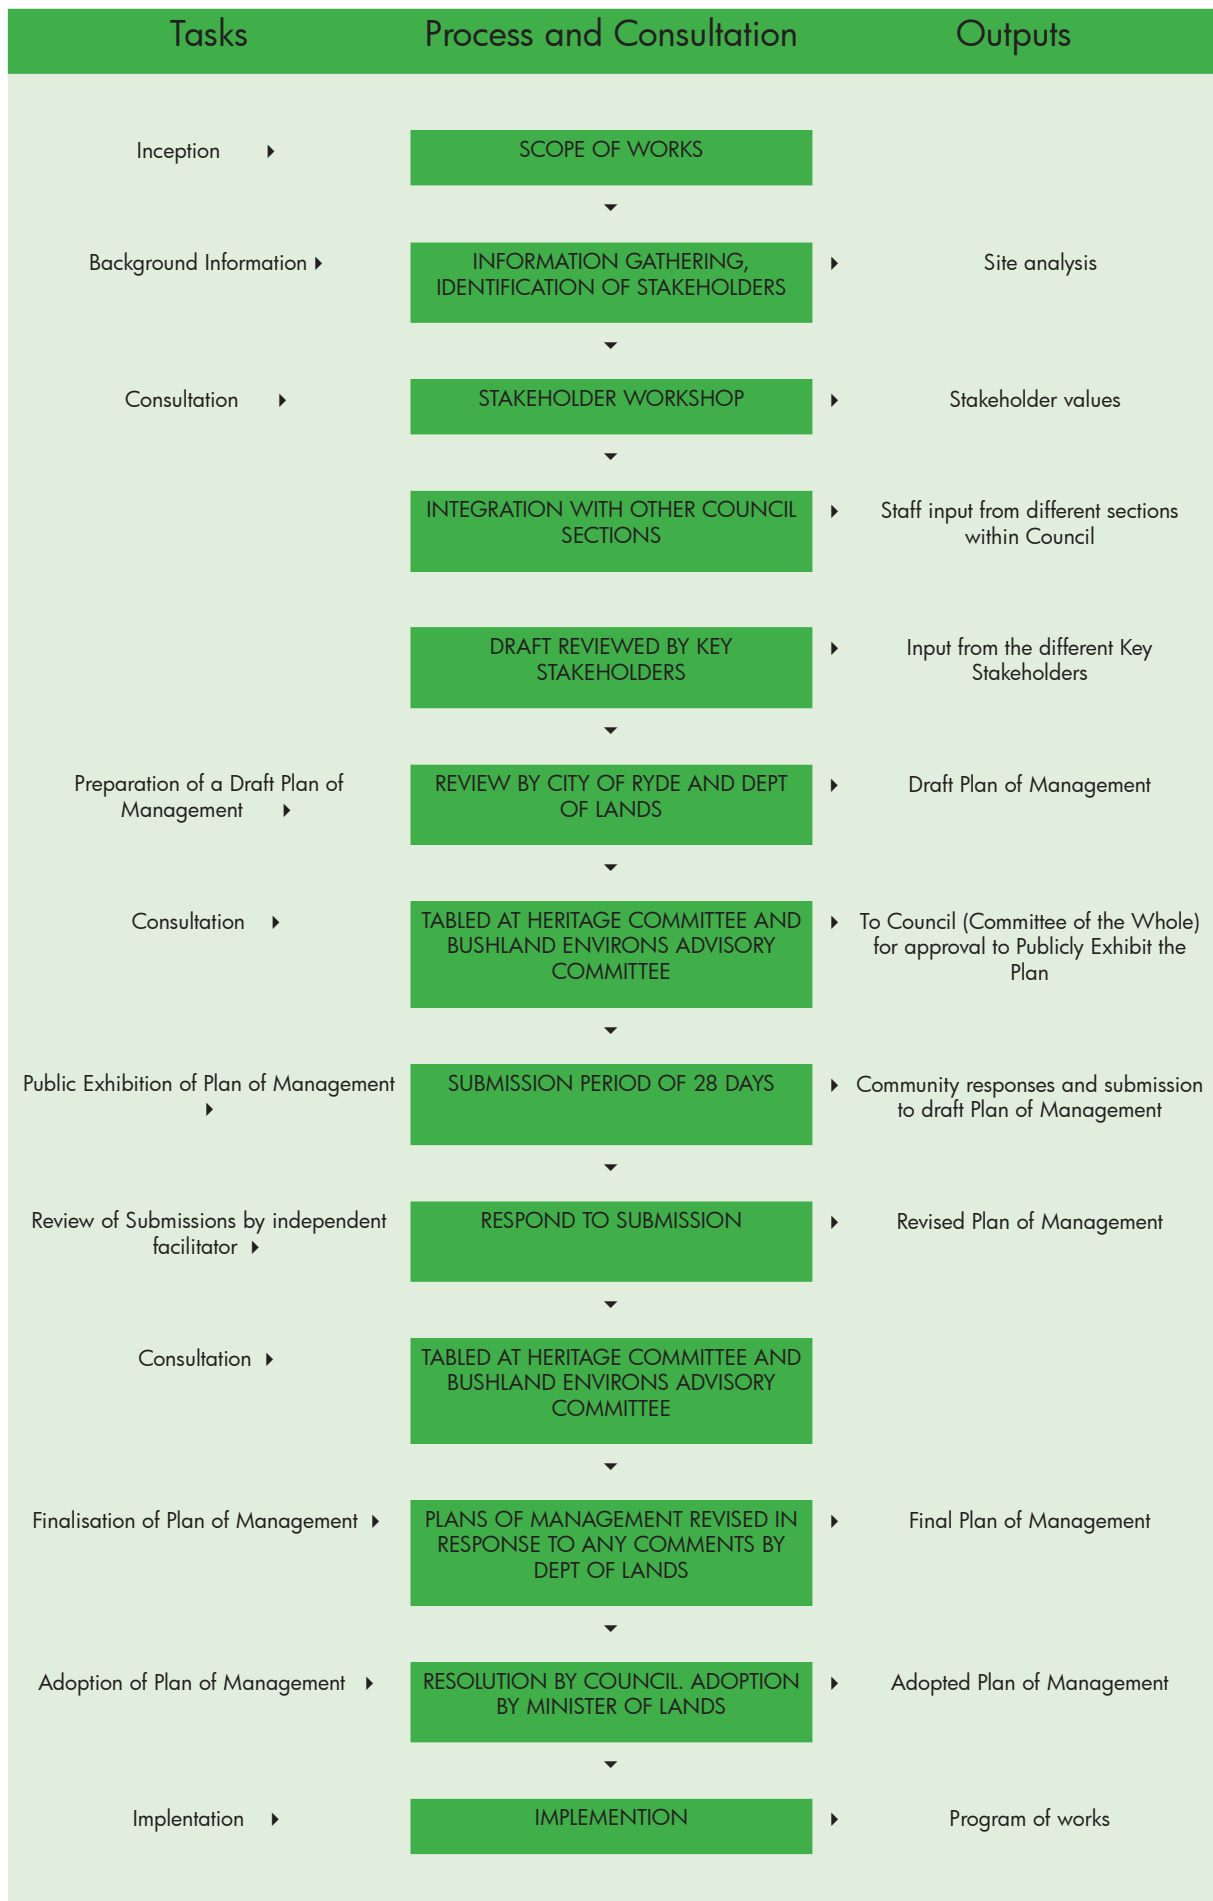 Tasks
Process and Consultation
Outputs
Inception
SCOPE OF WORKS
Background Information
INFORMATION GATHERING,
IDENTIFICATION OF STAKEHOLDERS
Site analysis
Consultation
STAKEHOLDER WORKSHOP
Stakeholder values
INTEGRATION WITH OTHER COUNCIL
SECTIONS
Staff input from different sections
within Council
DRAFT REVIEWED BY KEY
STAKEHOLDERS
Input from the different Key
Stakeholders
Preparation of a Draft Plan of
Management
REVIEW BY CITY OF RYDE AND DEPT
OF LANDS
Draft Plan of Management
Consultation
TABLED AT HERITAGE COMMITTEE AND
BUSHLAND ENVIRONS ADVISORY
COMMITTEE
To Council (Committee of the Whole)
for approval to Publicly Exhibit the
Plan
Public Exhibition of Plan of Management
SUBMISSION PERIOD OF 28 DAYS
Community responses and submission
to draft Plan of Management
Review of Submissions by independent
facilitator
RESPOND TO SUBMISSION
Revised Plan of Management
Consultation
TABLED AT HERITAGE COMMITTEE AND
BUSHLAND ENVIRONS ADVISORY
COMMITTEE
Finalisation of Plan of Management
PLANS OF MANAGEMENT REVISED IN
RESPONSE TO ANY COMMENTS BY
DEPT OF LANDS
Final Plan of Management
Adoption of Plan of Management
RESOLUTION BY COUNCIL. ADOPTION
BY MINISTER OF LANDS
Adopted Plan of Management
Implentation
IMPLEMENTION
Program of works